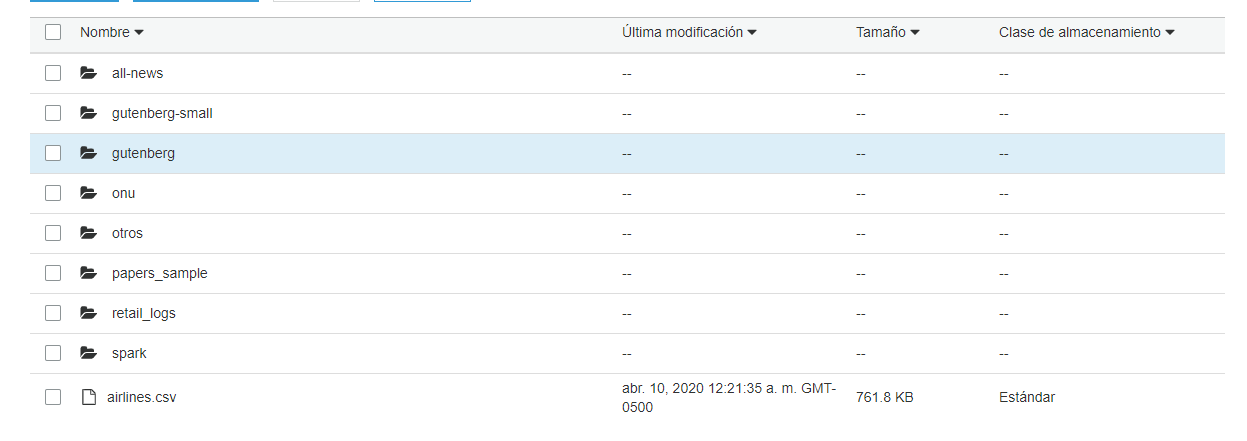 Nombre Última modificación Tamaño Clase de almacenamiento
all-news -- -- --
gutenberg-small -- -- --
gutenberg -- -- --
onu -- -- --
otros -- -- --
papers_sample -- -- --
retail_logs -- -- --
spark -- -- --
airlines.csv abr. 10, 2020 12:21:35 a. m. GMT- 761.8 KB Estándar
0500